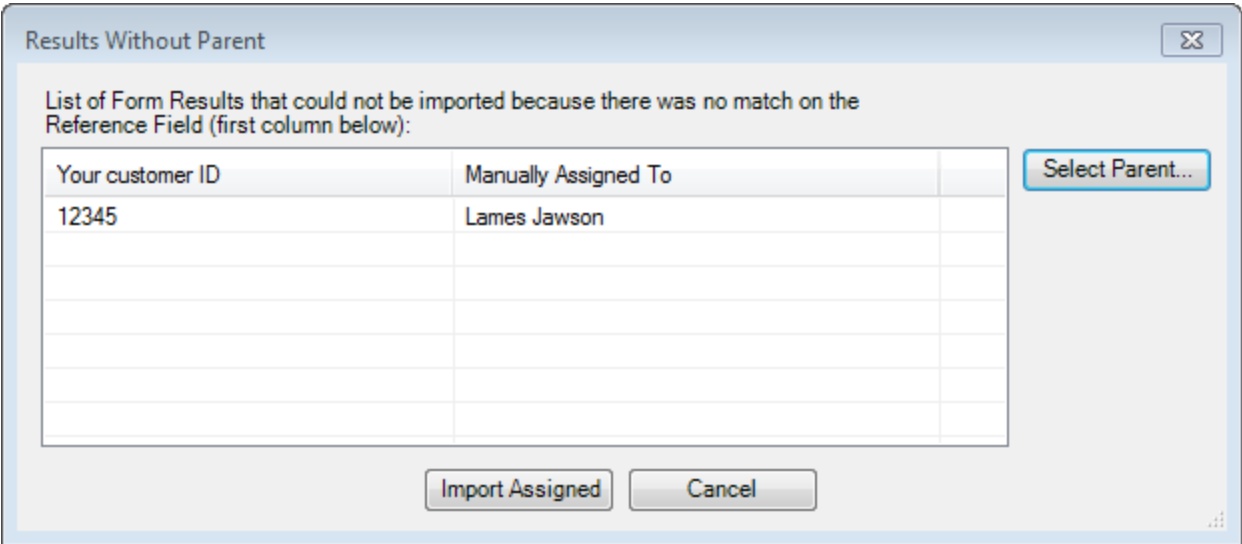 Results Without Parent
List of Form Results that could not be imported because there was no match on the
Reference Field (first column below):
Your customer ID Manually Assigned To
Select Parent...
12345 Lames Jawson
Import Assigned Cancel